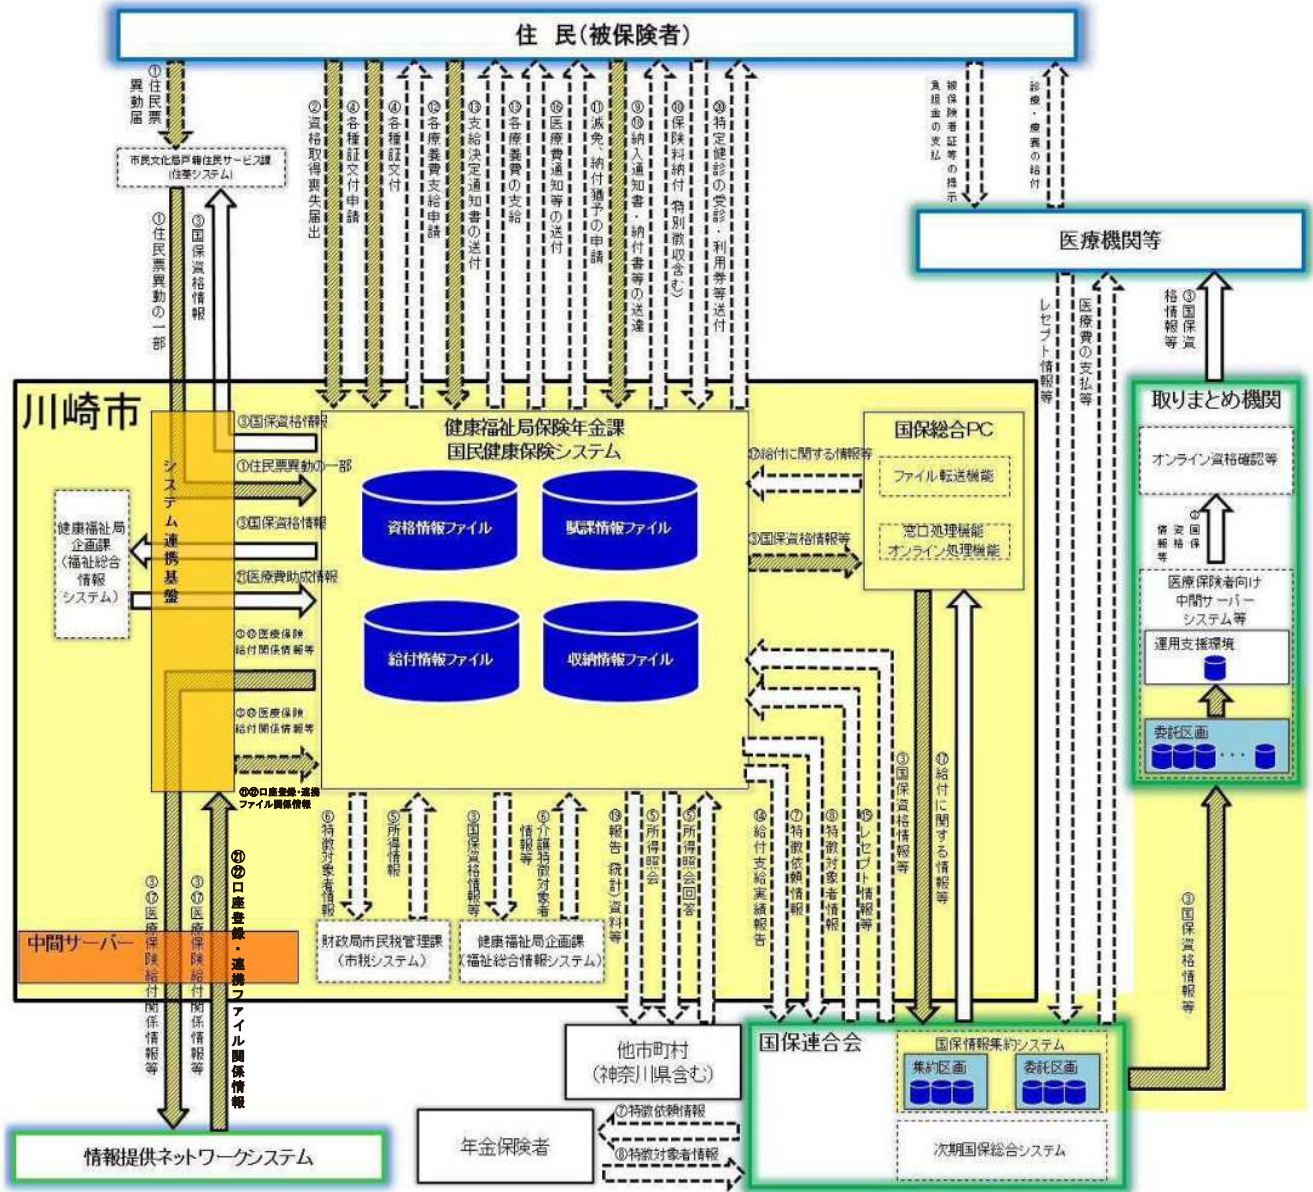 住　民（被保険者）
①住民票
異動届
②資格取得喪失届出
④各種証交付申請
④各種証交付
⑫各療養費支給申請
⑬支給決定通知書の送付
⑬各療養費の支給
⑯医療費通知等の送付
⑪減免、納付猶予の申請
⑨⑩納入通知書・納付書等の送達
⑩保険料納付（特別徴収含む）
⑳特定健診の受診・利用券等送付
被保険者証等の提示
負担金の支払
診療・療養の給付
市民文化局戸籍住民サービス課
（住基システム）
①住民票異動の一部
③国保資格情報
医療機関等
レセプト情報等
医療費の支払等
③国保資
格情報等
川崎市
システム連携基盤
③国保資格情報
①住民票異動の一部
③国保資格情報
㉑医療費助成情報
③⑰医療保険
給付関係情報等
③⑰医療保険
給付関係情報等
㉑㉒口座登録・連携
ファイル関係情報
健康福祉局
企画課
（福祉総合
情報
システム）
健康福祉局保険年金課
国民健康保険システム
資格情報ファイル
賦課情報ファイル
給付情報ファイル
収納情報ファイル
⑰給付に関する情報等
③国保資格情報等
国保総合PC
ファイル転送機能
窓口処理機能
オンライン処理機能
取りまとめ機関
オンライン資格確認等
国保
資格
情報等
医療保険者向け
中間サーバー
システム等
運用支援環境
委託区画
・・・
⑥特徴対象者情報
⑤所得情報
③国保資格情報等
⑥介護特徴対象者
情報等
⑲報告（統計）資料等
⑤所得照会
⑤所得照会回答
⑭給付支給実績報告
⑦特徴依頼情報
⑧特徴対象者情報
⑮レセプト情報等
③国保資格情報等
⑰給付に関する情報等
③国保資格情報等
中間サーバー
③⑰医療保険給付関係情報等
③⑰医療保険給付関係情報等
㉑㉒口座登録・連携ファイル関係情報
財政局市民税管理課
（市税システム）
健康福祉局企画課
（福祉総合情報システム）
他市町村
（神奈川県含む）
国保連合会
国保情報集約システム
集約区画
委託区画
次期国保総合システム
年金保険者
⑦特徴依頼情報
⑧特徴対象者情報
情報提供ネットワークシステム